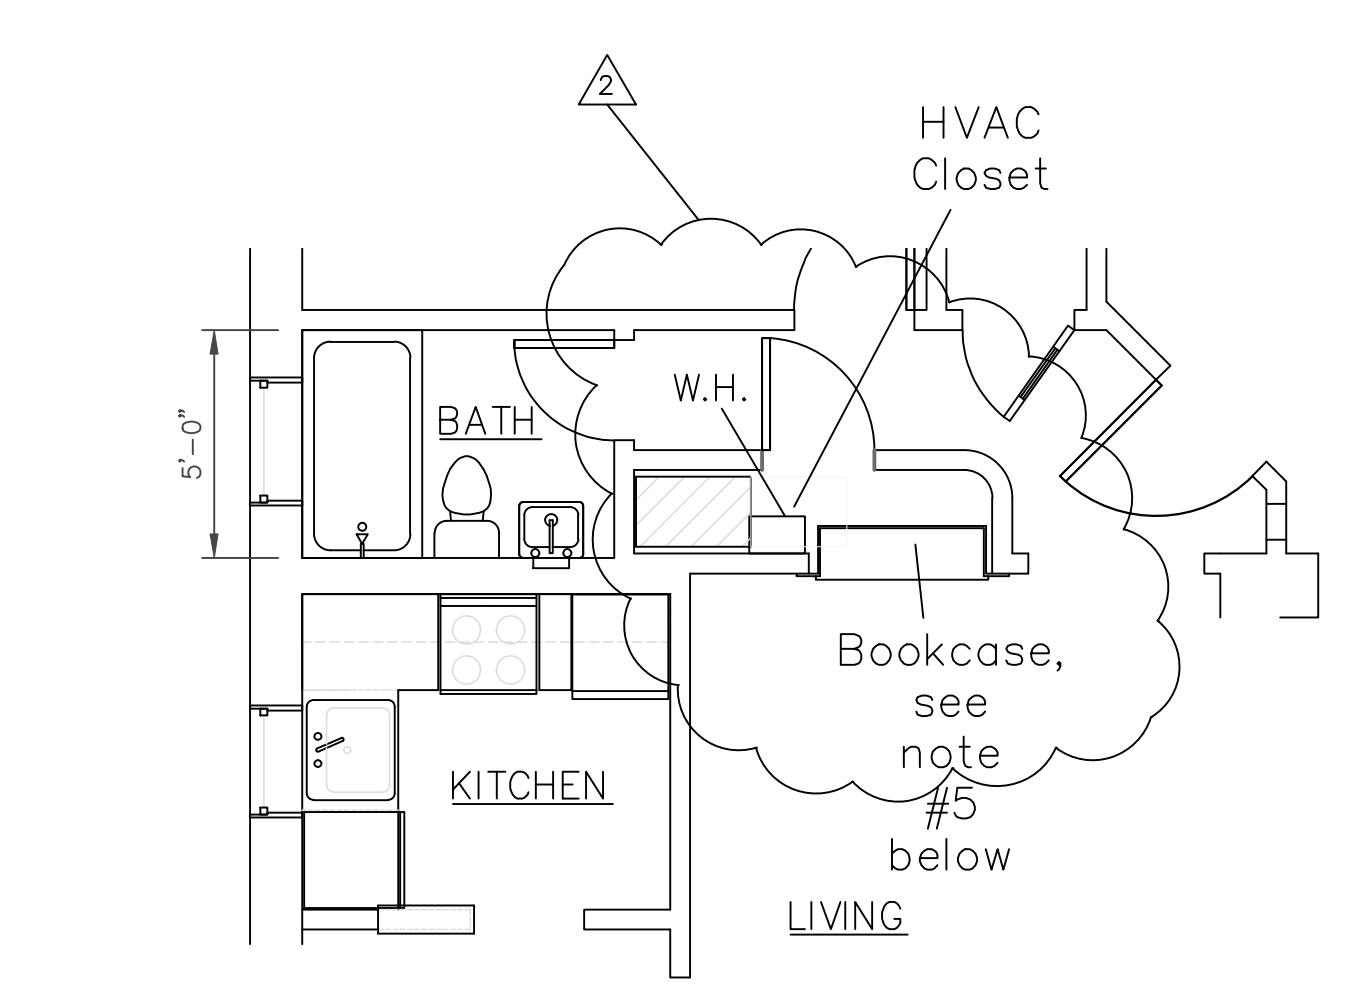 2
HVAC
Closet
W.H.
BATH
5'-0"
Bookcase,
see
note
#5
below
KITCHEN
LIVING